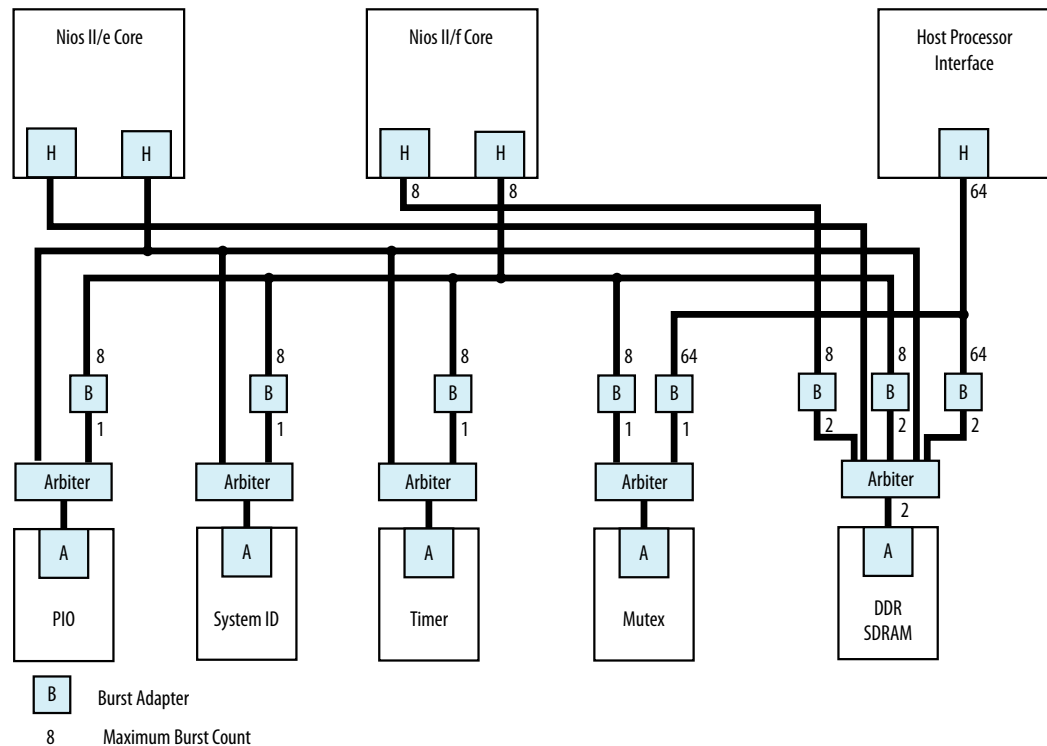 Nios II/e Core
Nios II/f Core
Host Processor
Interface
H
H
H
H
H
8
8
64
8
8
8
8
64
8
8
64
B
B
B
B
B
B
B
B
1
1
1
1
1
2
2
2
Arbiter
Arbiter
Arbiter
Arbiter
Arbiter
2
A
A
A
A
A
PIO
System ID
Timer
Mutex
DDR
SDRAM
B
Burst Adapter
8
Maximum Burst Count